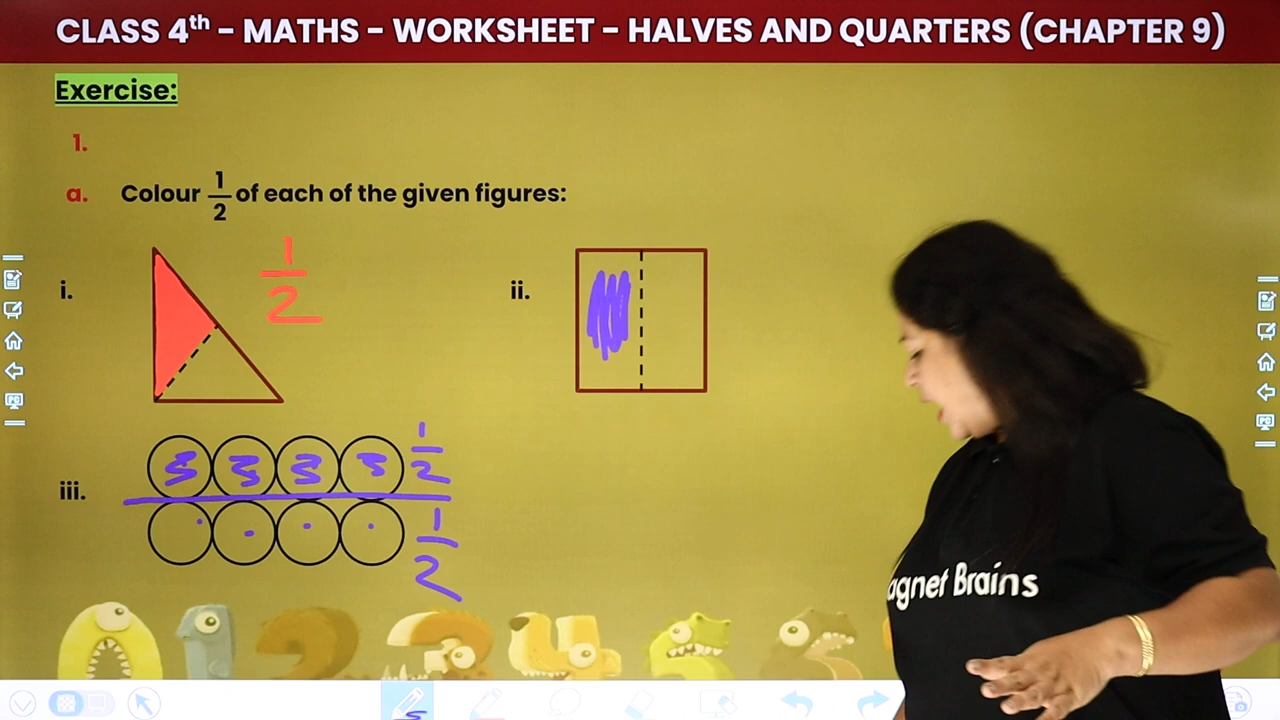 CLASS 4th – MATHS – WORKSHEET – HALVES AND QUARTERS (CHAPTER 9)
Exercise:
1.
a. Colour 1/2 of each of the given figures:
i. 1/2
ii.
iii. 1/2
1/2
agnet Brains